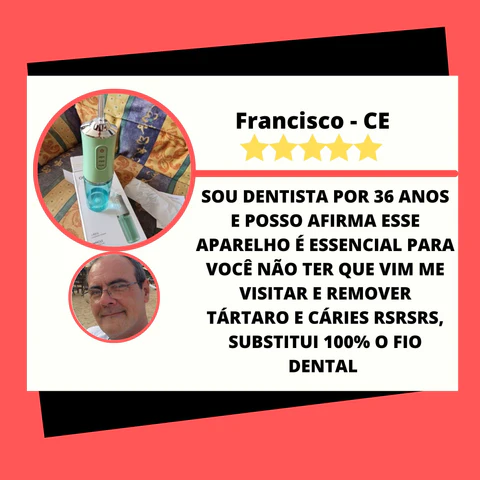 Francisco - CE
SOU DENTISTA POR 36 ANOS
E POSSO AFIRMA ESSE
APARELHO É ESSENCIAL PARA
VOCÊ NÃO TER QUE VIM ME
VISITAR E REMOVER
TÁRTARO E CÁRIES RSRSRS,
SUBSTITUI 100% O FIO
DENTAL